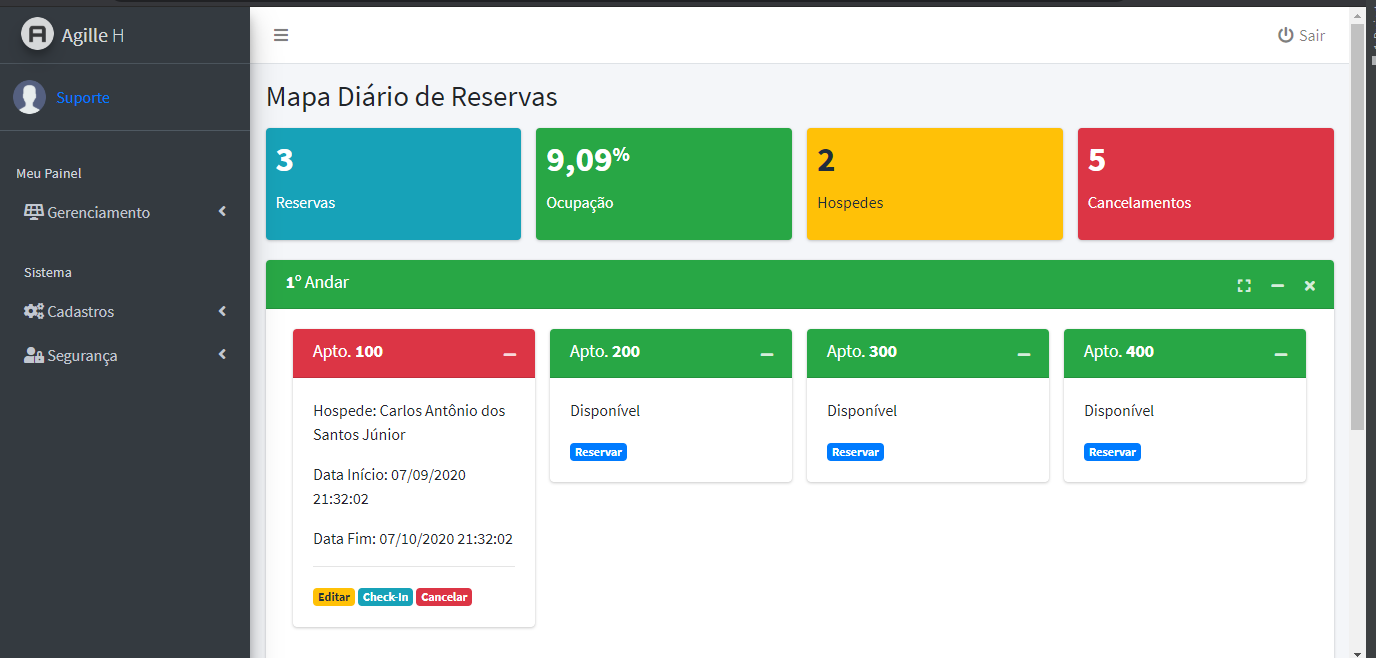 Agille H
Sair
Suporte
Meu Painel
Gerenciamento
Sistema
Cadastros
Segurança
Mapa Diário de Reservas
3
Reservas
9,09%
Ocupação
2
Hospedes
5
Cancelamentos
1º Andar
Apto. 100
Hospede: Carlos Antônio dos
Santos Júnior
Data Início: 07/09/2020
21:32:02
Data Fim: 07/10/2020 21:32:02
Editar Check-In Cancelar
Apto. 200
Disponível
Reservar
Apto. 300
Disponível
Reservar
Apto. 400
Disponível
Reservar